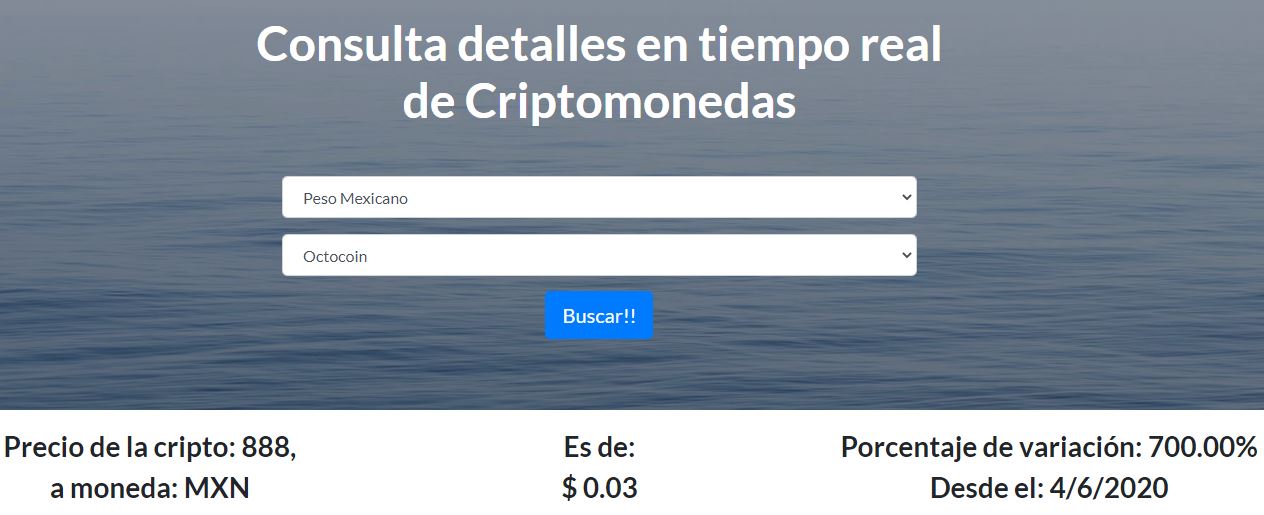 Consulta detalles en tiempo real
de Criptomonedas
Peso Mexicano
Octocoin
Buscar!!
Precio de la cripto: 888,
a moneda: MXN
Es de:
$ 0.03
Porcentaje de variación: 700.00%
Desde el: 4/6/2020